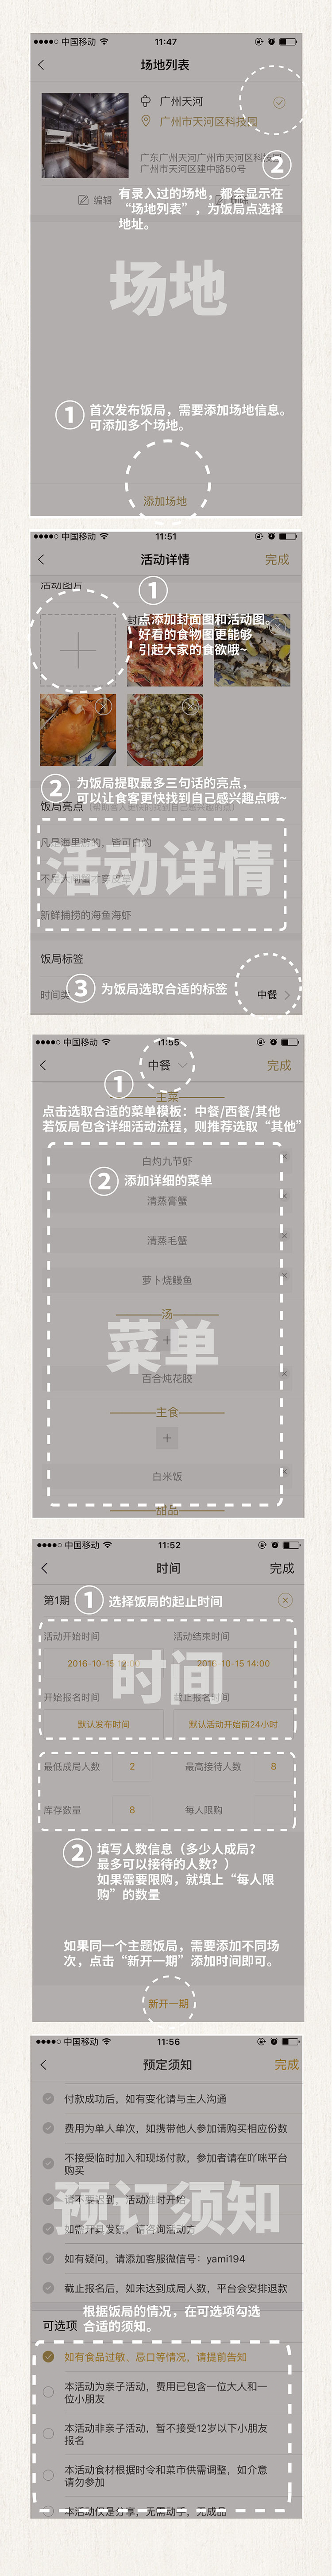 中国移动 11:47
场地列表
广州天河
广州市天河区科技园
广东广州天河广州市天河区科技
广州市天河区建中路50号
②
编辑
有录入过的场地，都会显示在
“场地列表”，为饭局点选择
地址。
场地
① 首次发布饭局，需要添加场地信息。
可添加多个场地。
添加场地
中国移动 11:51
活动详情 完成
活动图片
①
封
点添加封面图和活动图。
好看的食物图更能够
引起大家的食欲哦~
② 为饭局提取最多三句话的亮点，
可以让食客更快找到自己感兴趣点哦~
饭局亮点
凡是海里游的，皆可白灼
活动详情
新鲜捕捞的海鱼海虾
饭局标签
③ 为饭局选取合适的标签
时间类 中餐
中国移动 11:55
中餐 完成
①
主菜
点击选取合适的菜单模板：中餐/西餐/其他
若饭局包含详细活动流程，则推荐选取“其他”
白灼九节虾
② 添加详细的菜单
清蒸膏蟹
清蒸毛蟹
萝卜烧鳗鱼
汤
菜单
百合炖花胶
主食
白米饭
甜品
中国移动 11:52
时间 完成
第1期 ① 选择饭局的起止时间
活动开始时间 活动结束时间
2016-10-15 12:00 2016-10-15 14:00
时间
开始报名时间 截止报名时间
默认发布时间 默认活动开始前24小时
最低成局人数 2 最高接待人数 8
库存数量 8 每人限购
② 填写人数信息（多少人成局？
最多可以接待的人数？）
如果需要限购，就填上“每人限
购”的数量
如果同一个主题饭局，需要添加不同场
次，点击“新开一期”添加时间即可。
新开一期
中国移动 11:56
预定须知 完成
付款成功后，如有变化请与主人沟通
费用为单人单次，如携带他人参加请购买相应份数
不接受临时加入和现场付款，参加者请在吖咪平台
购买
请不要迟到，活动准时开始
预订须知
如需开具发票，请咨询活动方
如有疑问，请添加客服微信号：yami194
截止报名后，如未达到成局人数，平台会安排退款
根据饭局的情况，在可选项勾选
合适的须知。
可选项
如有食品过敏、忌口等情况，请提前告知
本活动为亲子活动，费用已包含一位大人和一
位小朋友
本活动非亲子活动，暂不接受12岁以下小朋友
报名
本活动食材根据时令和菜市供需调整，如介意
请勿参加
本活动仅是分享，无需动手，无成品